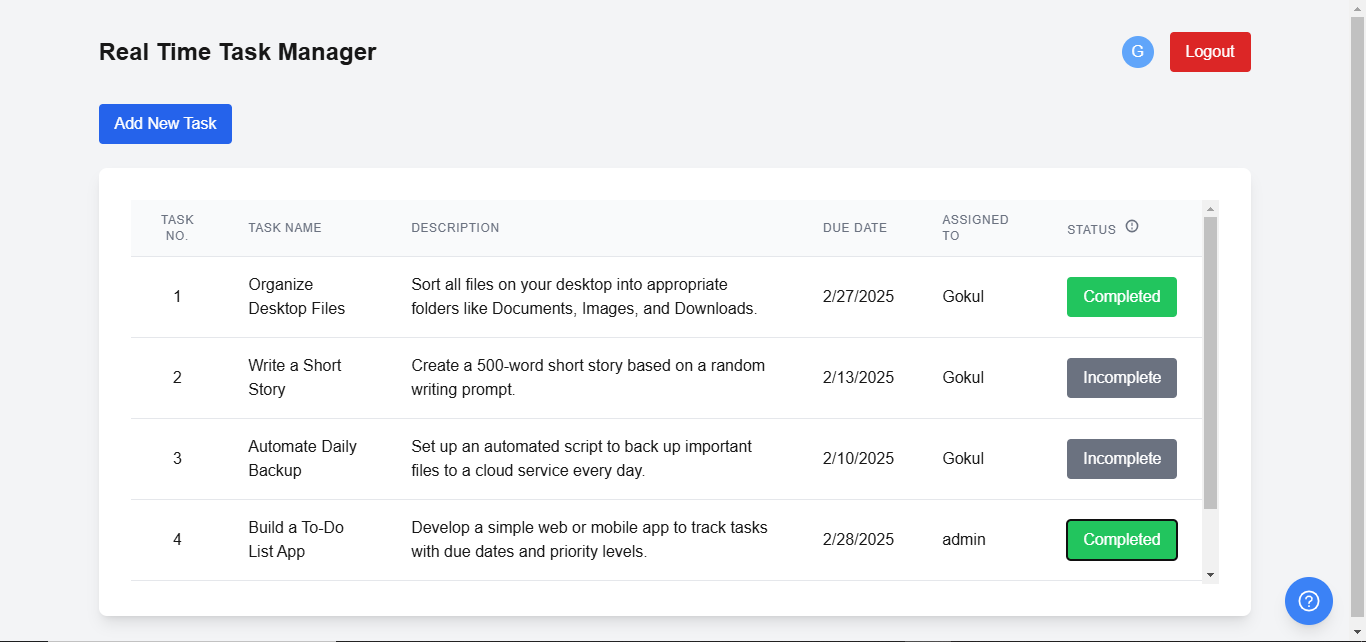 Real Time Task Manager
G
Logout
Add New Task
TASK NO.
TASK NAME
DESCRIPTION
DUE DATE
ASSIGNED TO
STATUS
1
Organize
Desktop Files
Sort all files on your desktop into appropriate
folders like Documents, Images, and Downloads.
2/27/2025
Gokul
Completed
2
Write a Short
Story
Create a 500-word short story based on a random
writing prompt.
2/13/2025
Gokul
Incomplete
3
Automate Daily
Backup
Set up an automated script to back up important
files to a cloud service every day.
2/10/2025
Gokul
Incomplete
4
Build a To-Do
List App
Develop a simple web or mobile app to track tasks
with due dates and priority levels.
2/28/2025
admin
Completed